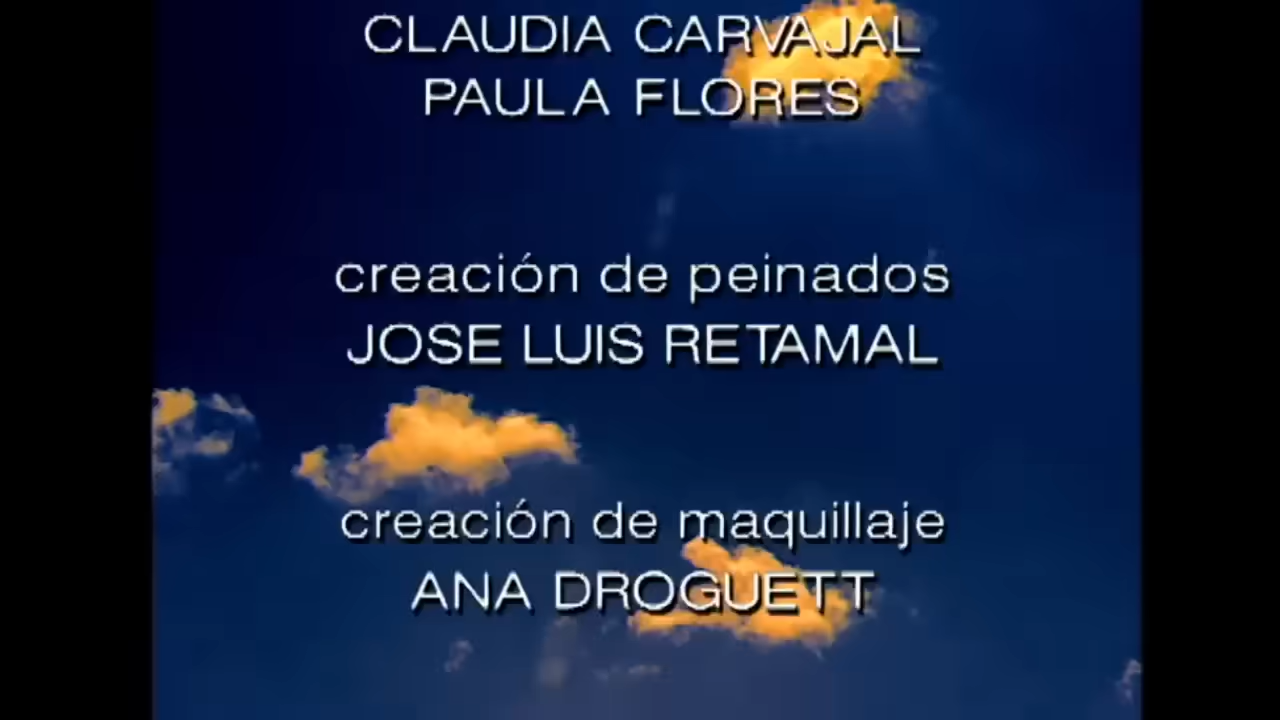 CLAUDIA CARVAJAL
PAULA FLORES
creación de peinados
JOSE LUIS RETAMAL
creación de maquillaje
ANA DROGUETT